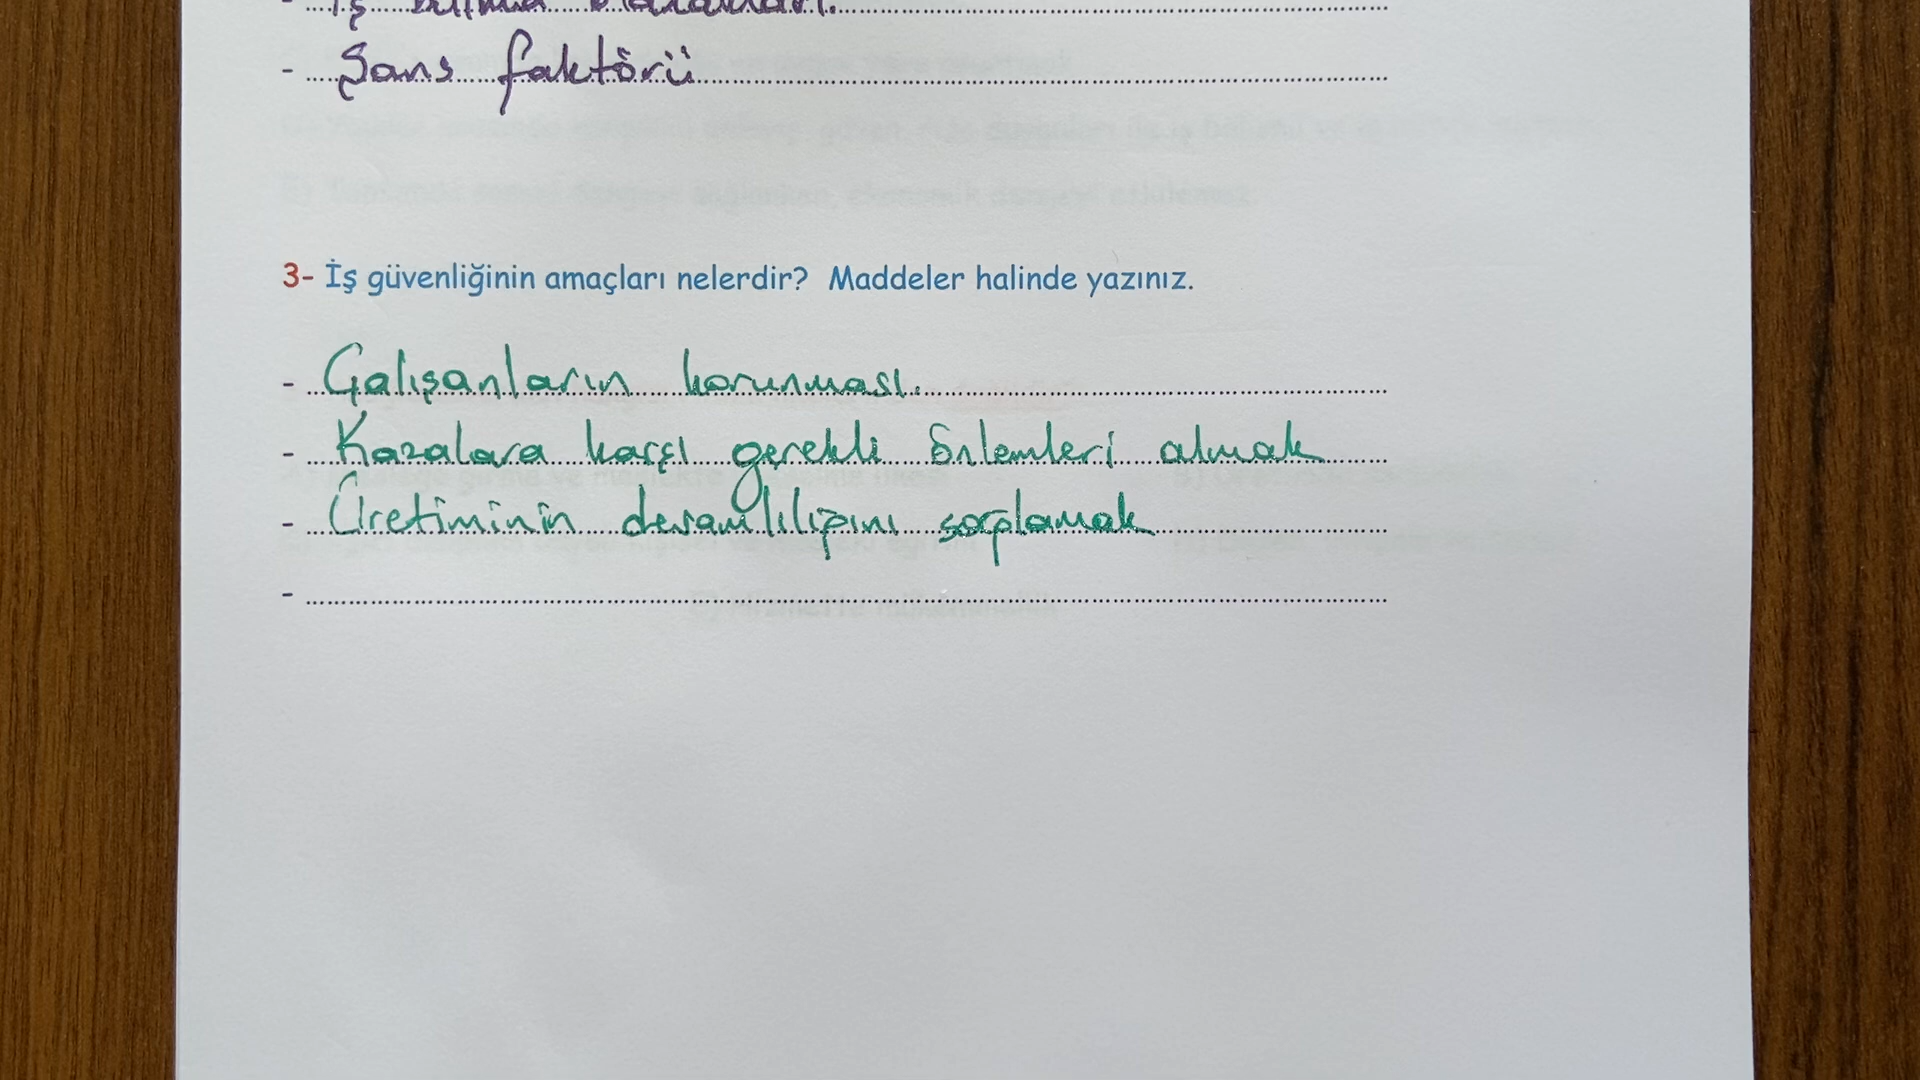 - İş
- Şans faktörü
3- İş güvenliğinin amaçları nelerdir? Maddeler halinde yazınız.
- Çalışanların korunması.
- Kazalara karşı gerekli önlemleri almak
- Üretiminin devamlılığını sağlamak
-